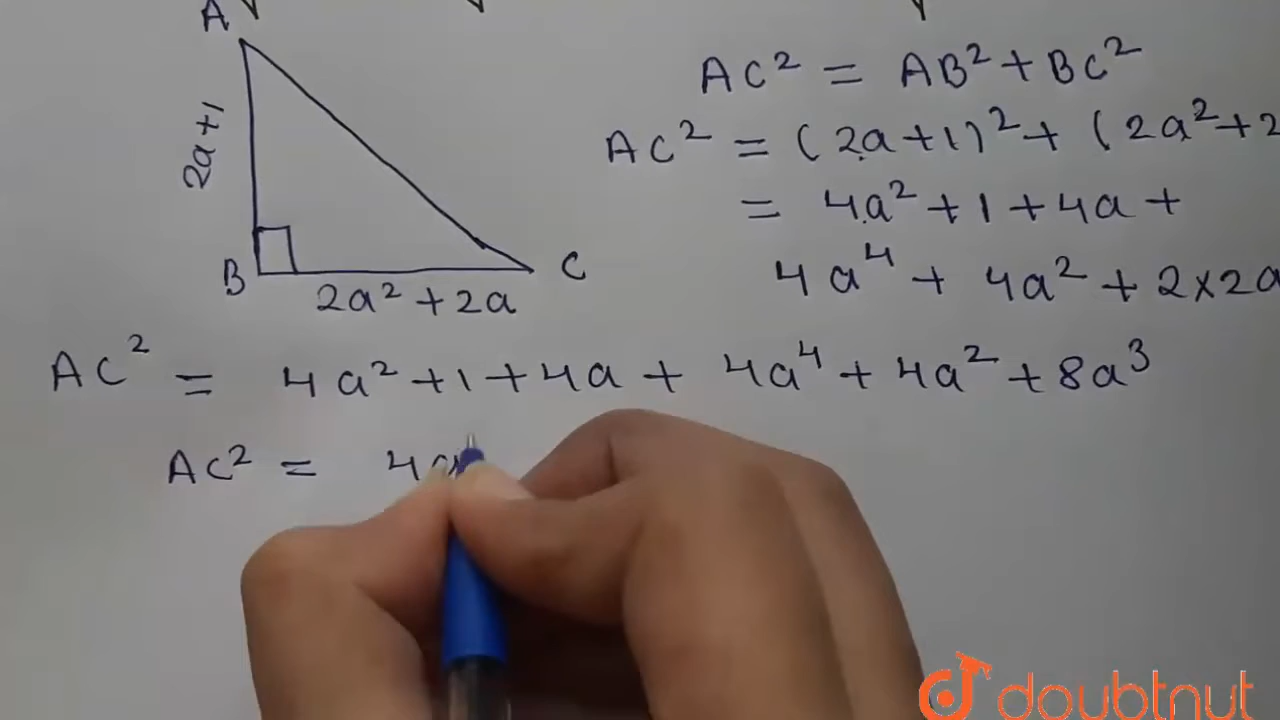 A
2a+1
B
C
2a²+2a
AC² = AB²+BC²
AC² = (2a+1)² + (2a²+2
= 4a²+1+4a+
4a⁴ + 4a² + 2×2a
AC² = 4a²+1+4a + 4a⁴ + 4a² + 8a³
AC² = 4a
doubtnut